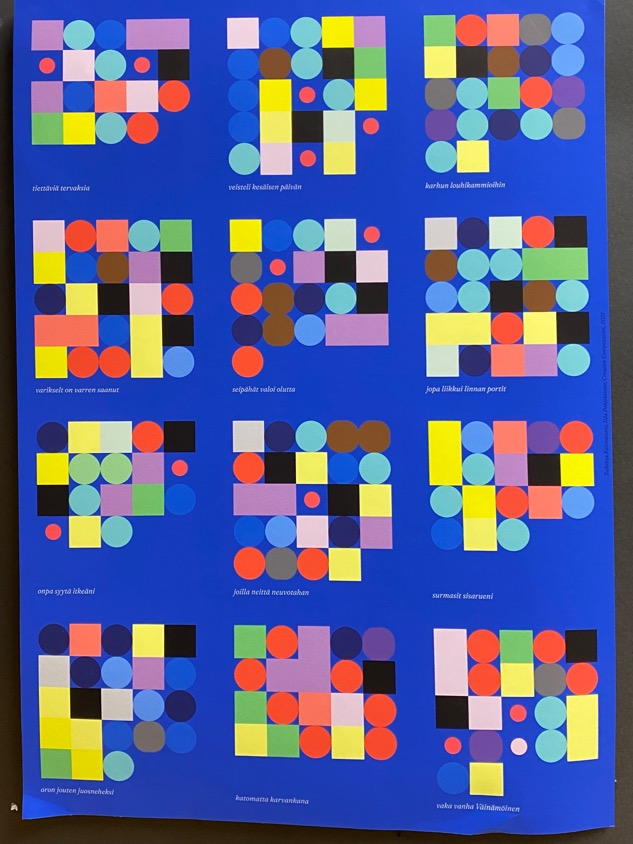 tiettäviä tervaksia
veisteli kesäisen päivän
karhun louhikammioihin
varikselt on varren saanut
seipähät valoi olutta
jopa liikkui linnan portit
onpa syytä itkeäni
joilla neittä neuvotahan
surmasit sisarueni
oron jouten juosneheksi
katomatta karvankana
vaka vanha Väinämöinen